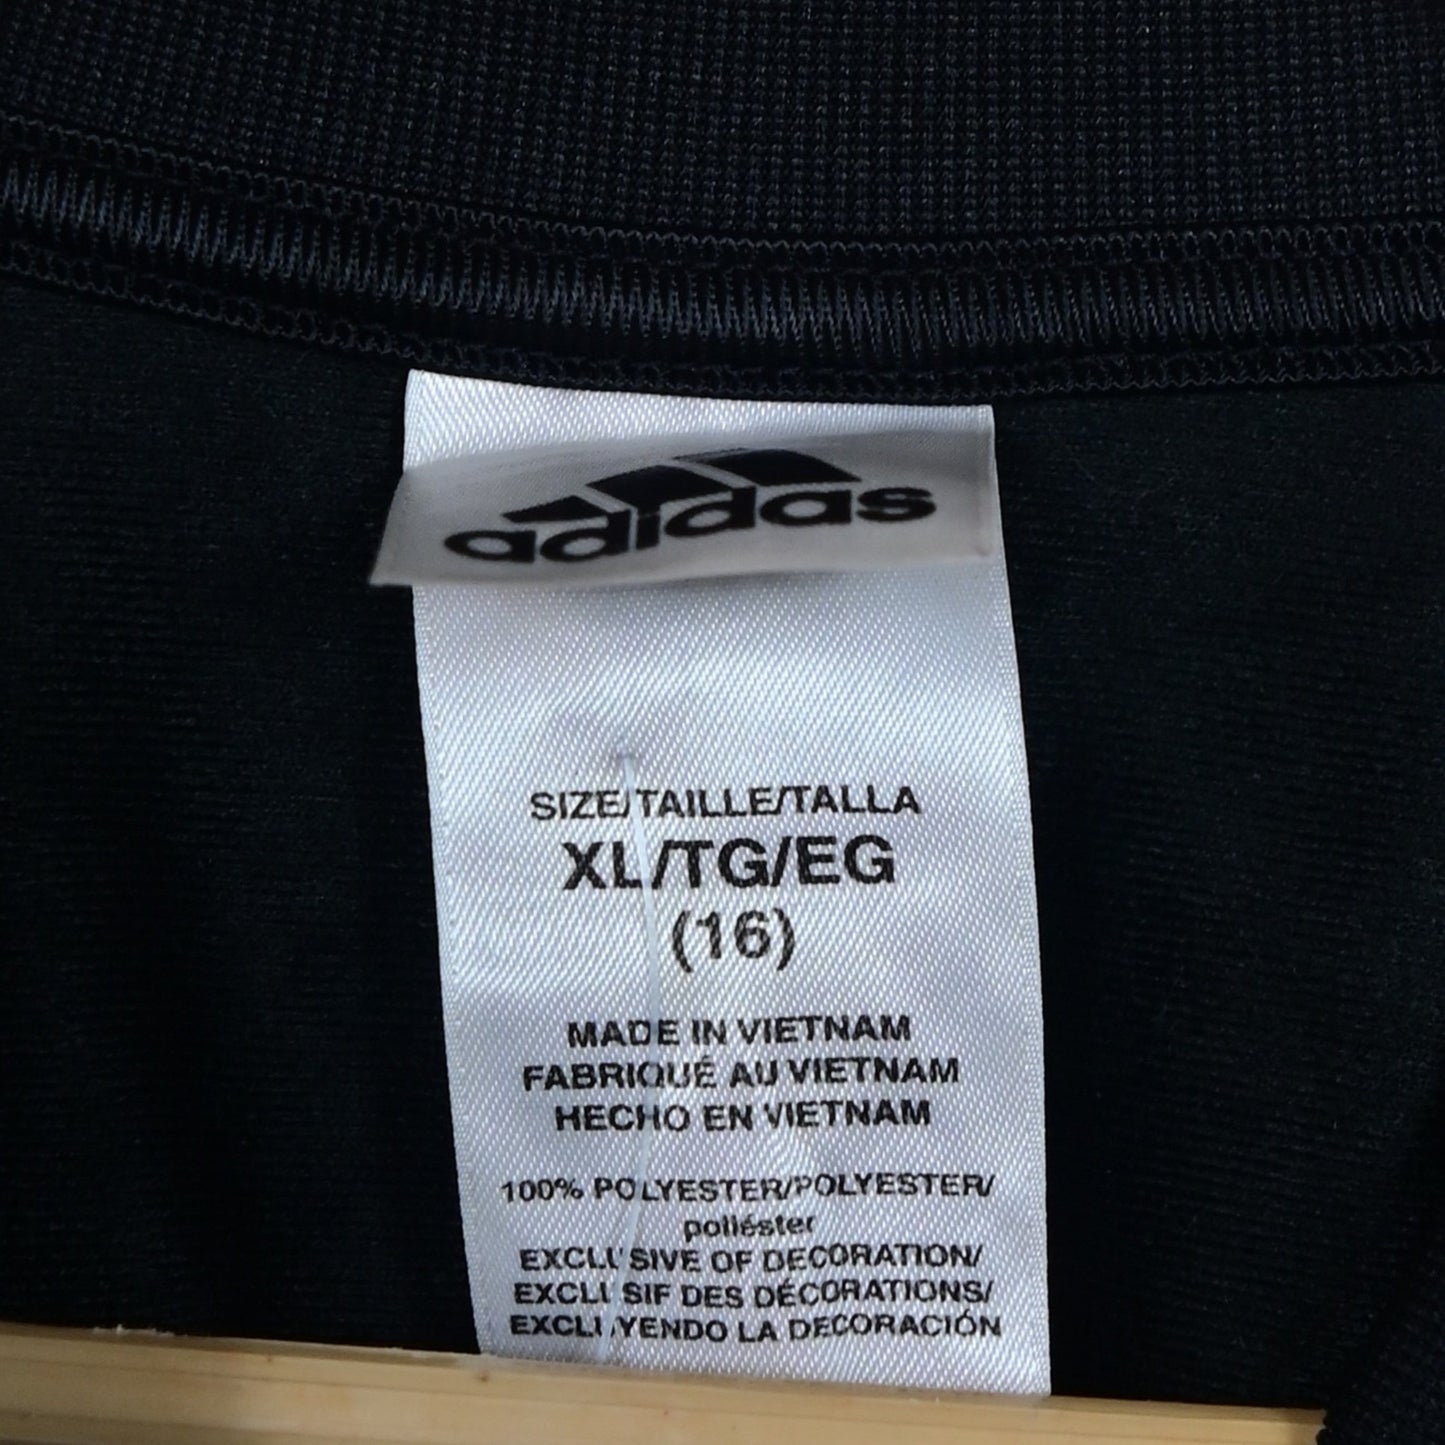 adidas
SIZE/TAILLE/TALLA
XL/TG/EG
(16)
MADE IN VIETNAM
FABRIQUÉ AU VIETNAM
HECHO EN VIETNAM
100% POLYESTER/POLYESTER/
poliéster
EXCLUSIVE OF DECORATION/
EXCLUSIF DES DÉCORATIONS/
EXCLUYENDO LA DECORACIÓN